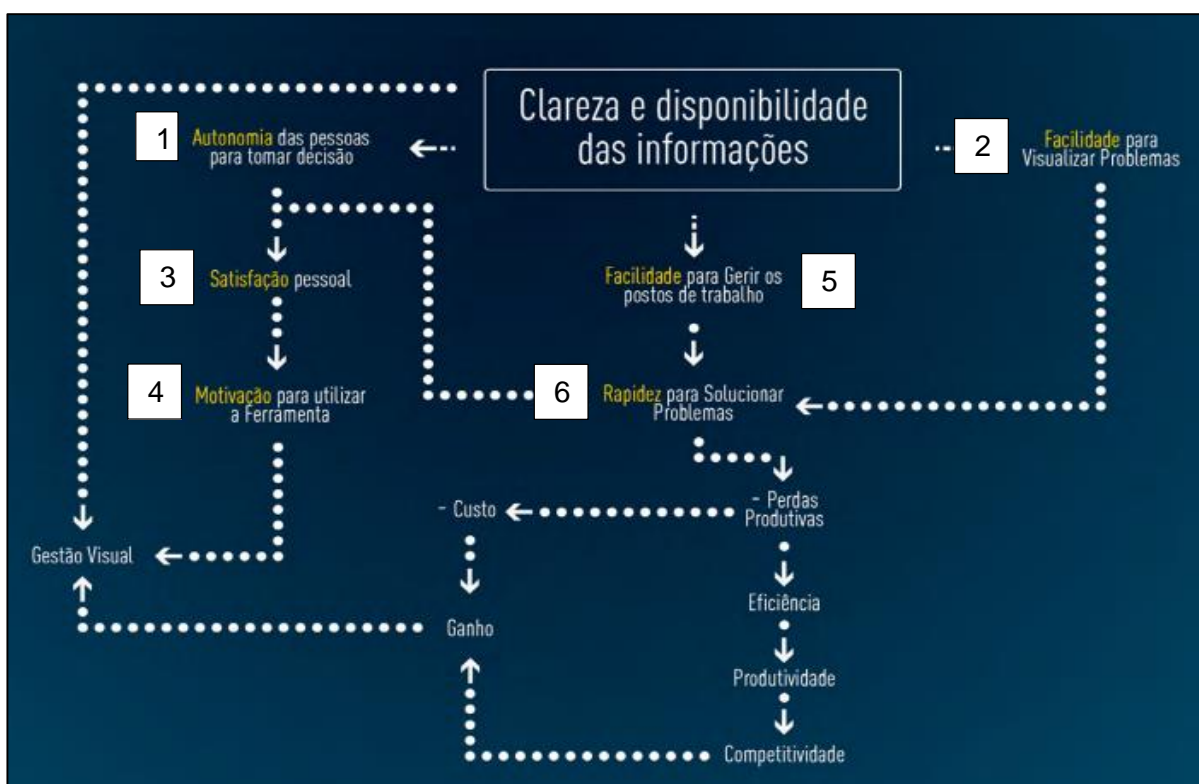 Clareza e disponibilidade
das informações
1
Autonomia das pessoas
para tomar decisão
2
Facilidade para
Visualizar Problemas
3
Satisfação pessoal
Facilidade para Gerir os
postos de trabalho
5
4
Motivação para utilizar
a Ferramenta
6
Rapidez para Solucionar
Problemas
- Custo
- Perdas
Produtivas
Gestão Visual
Eficiência
Ganho
Produtividade
Competitividade